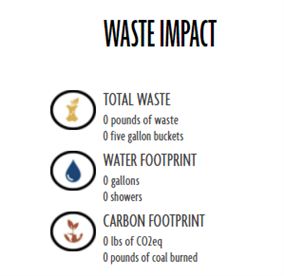 WASTE IMPACT
TOTAL WASTE
0 pounds of waste
0 five gallon buckets
WATER FOOTPRINT
0 gallons
0 showers
CARBON FOOTPRINT
0 lbs of CO2eq
0 pounds of coal burned